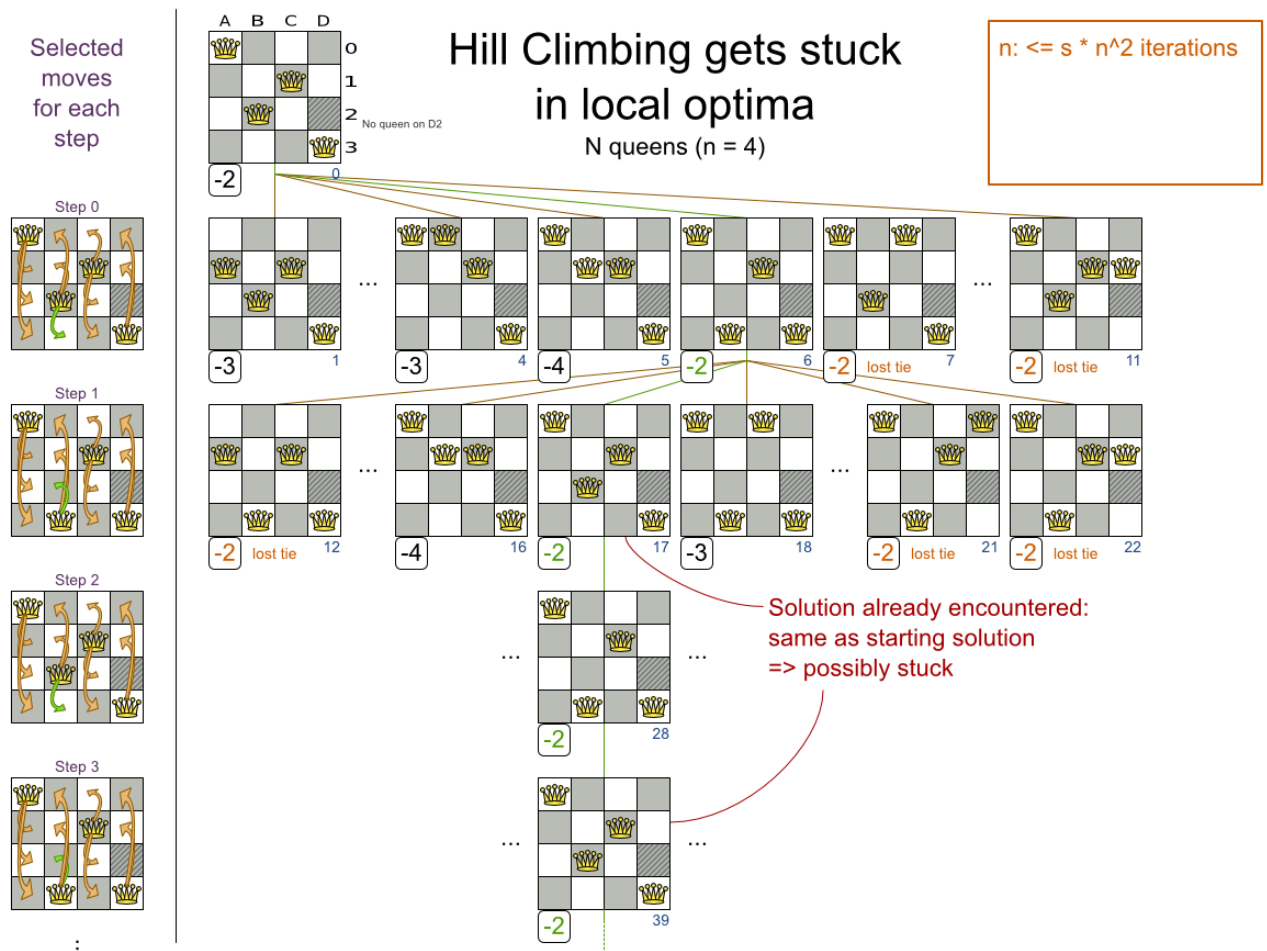 Selected
moves
for each
step
A B C D
0
1
2
3
No queen on D2
-2
0
Hill Climbing gets stuck
in local optima
N queens (n = 4)
n: <= s * n^2 iterations
Step 0
...
...
-3
1
-3
4
-4
5
-2
6
-2 lost tie 7
-2 lost tie 11
Step 1
...
...
-2 lost tie 12
-4
16
-2
17
-3
18
-2 lost tie 21
-2 lost tie 22
Step 2
...
...
-2
28
Solution already encountered:
same as starting solution
=> possibly stuck
Step 3
...
...
-2
39
: